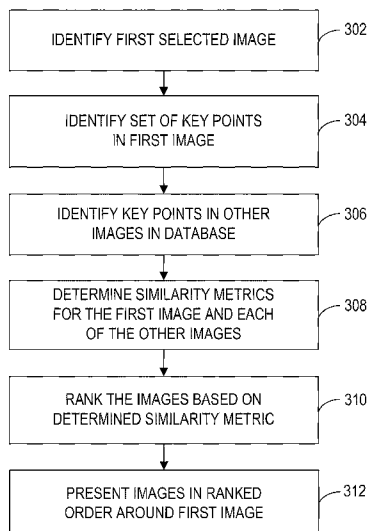 IDENTIFY FIRST SELECTED IMAGE
302
IDENTIFY SET OF KEY POINTS
IN FIRST IMAGE
304
IDENTIFY KEY POINTS IN OTHER
IMAGES IN DATABASE
306
DETERMINE SIMILARITY METRICS
FOR THE FIRST IMAGE AND EACH
OF THE OTHER IMAGES
308
RANK THE IMAGES BASED ON
DETERMINED SIMILARITY METRIC
310
PRESENT IMAGES IN RANKED
ORDER AROUND FIRST IMAGE
312